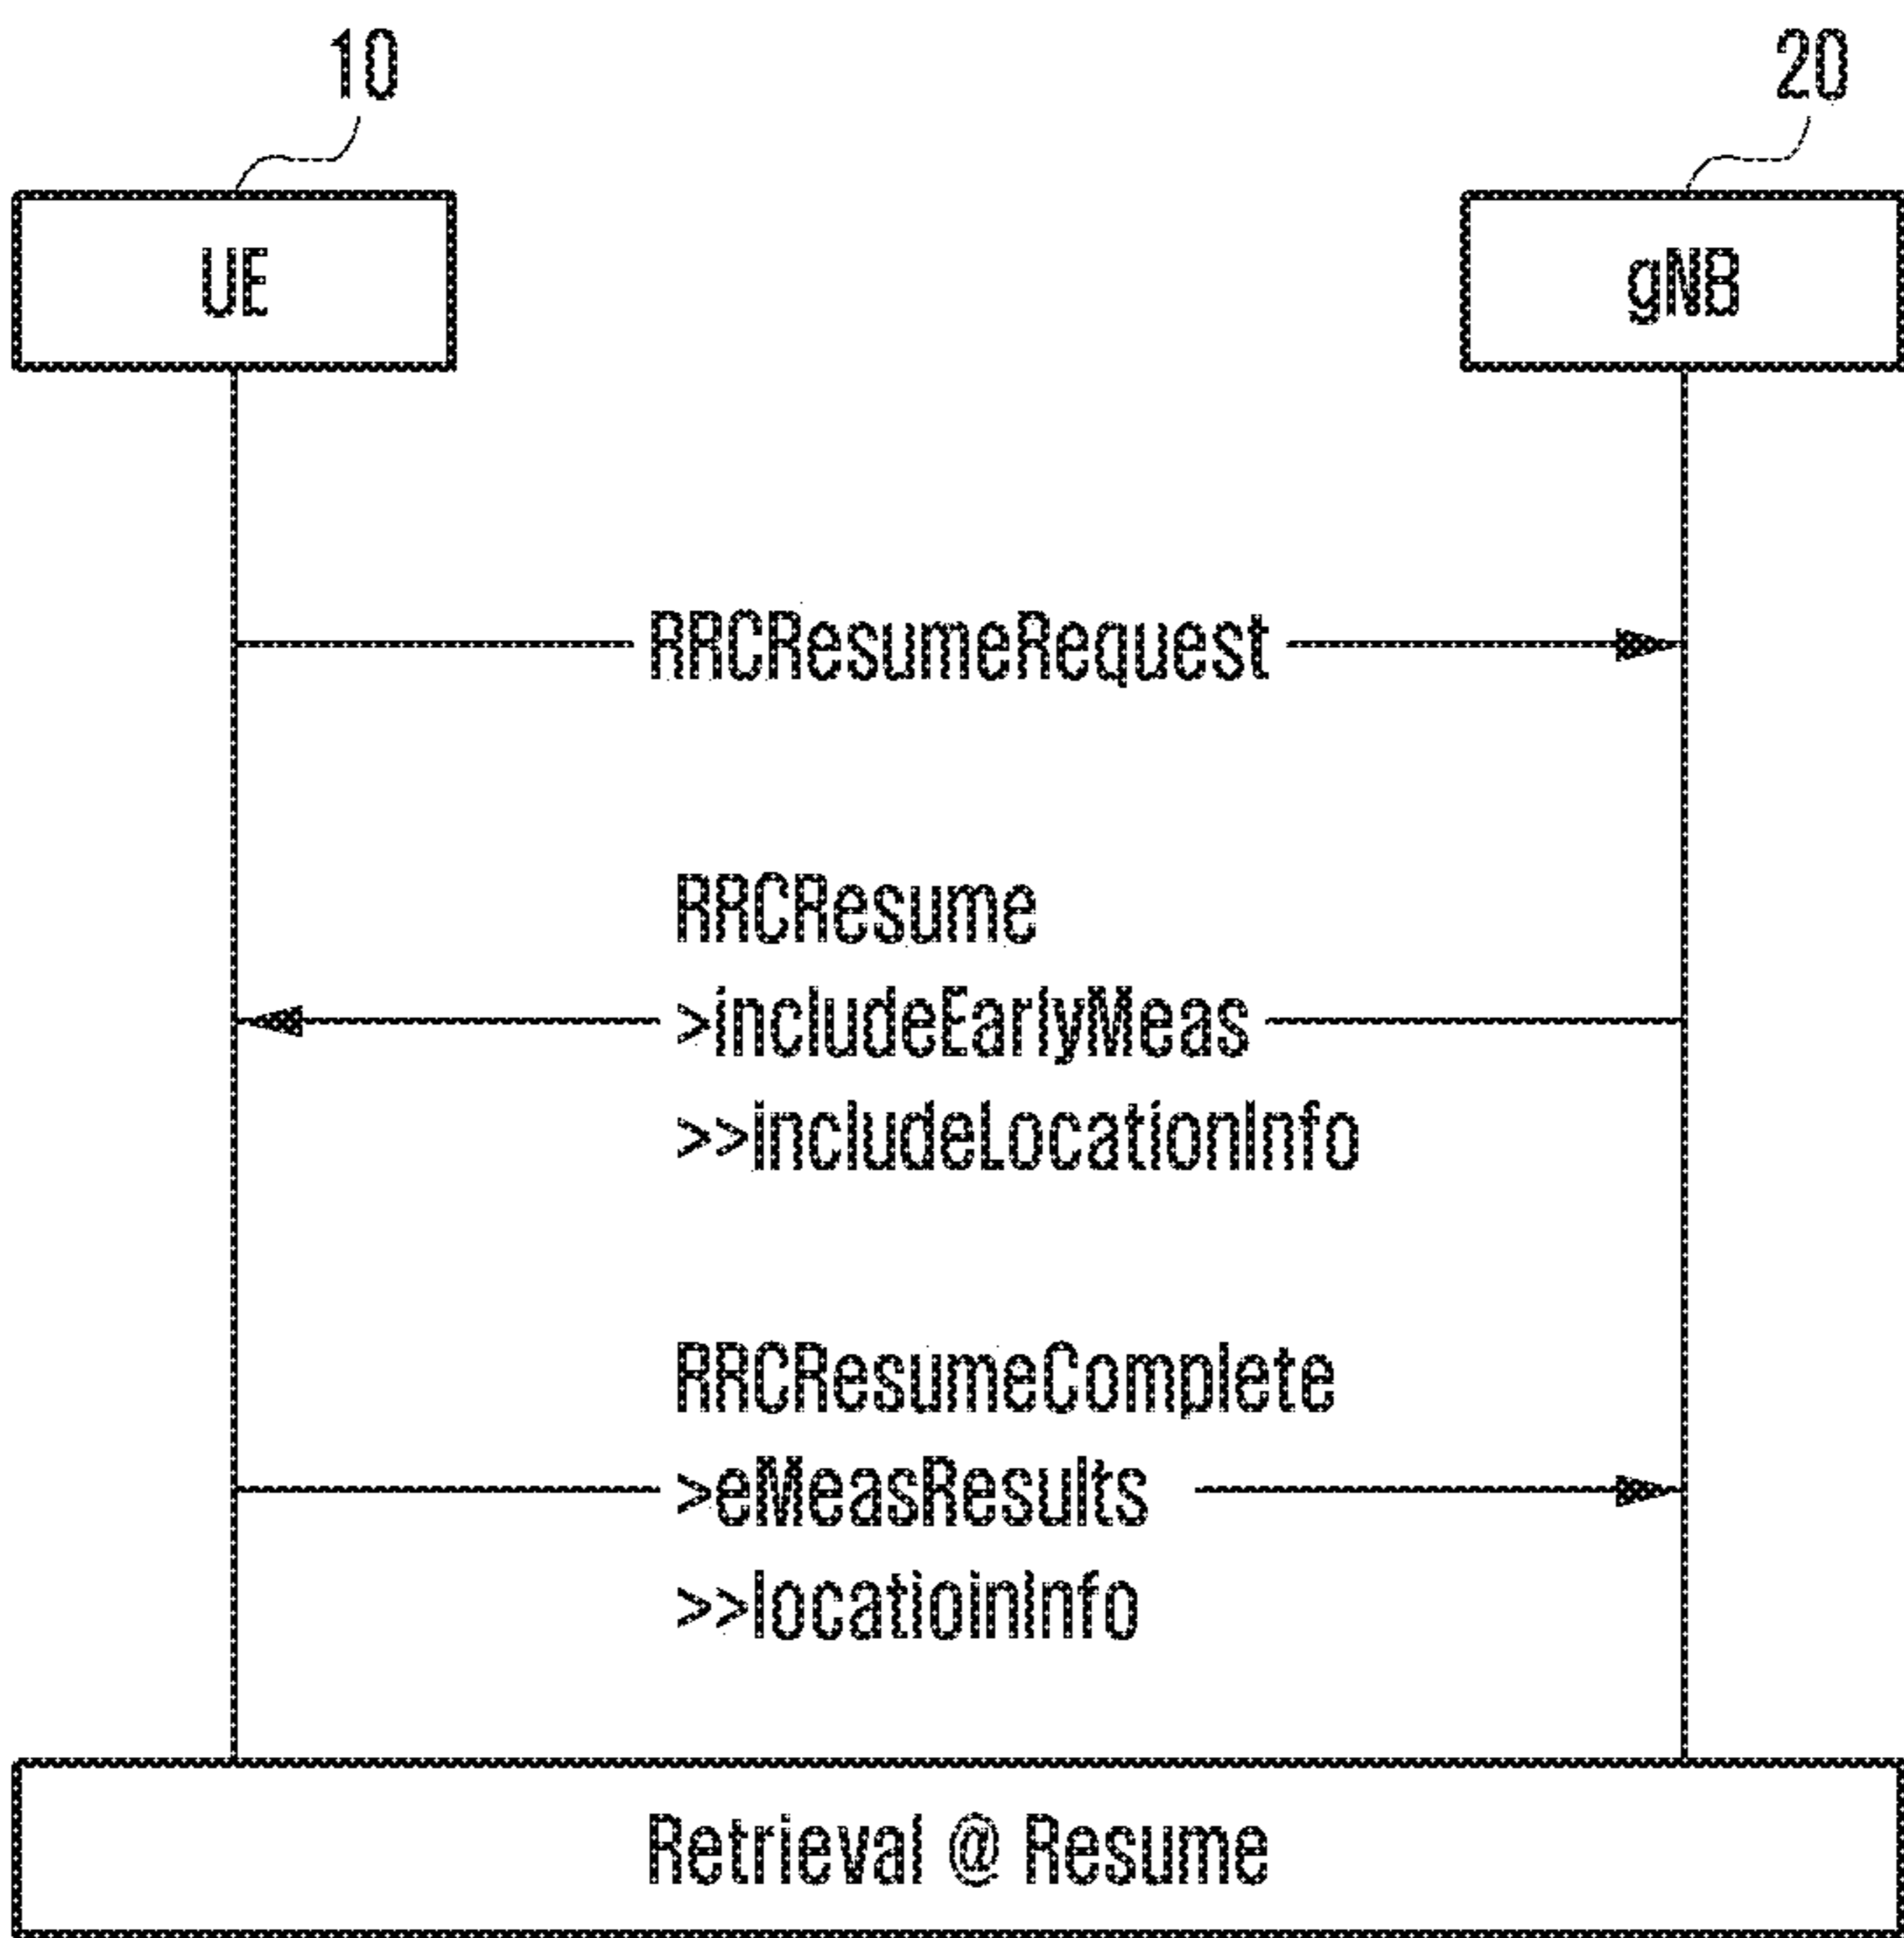 10
20
UE
gNB
RRCResumeRequest
RRCResume
>includeEarlyMeas
>>includeLocationInfo
RRCResumeComplete
>eMeasResults
>>locatioinInfo
Retrieval @ Resume